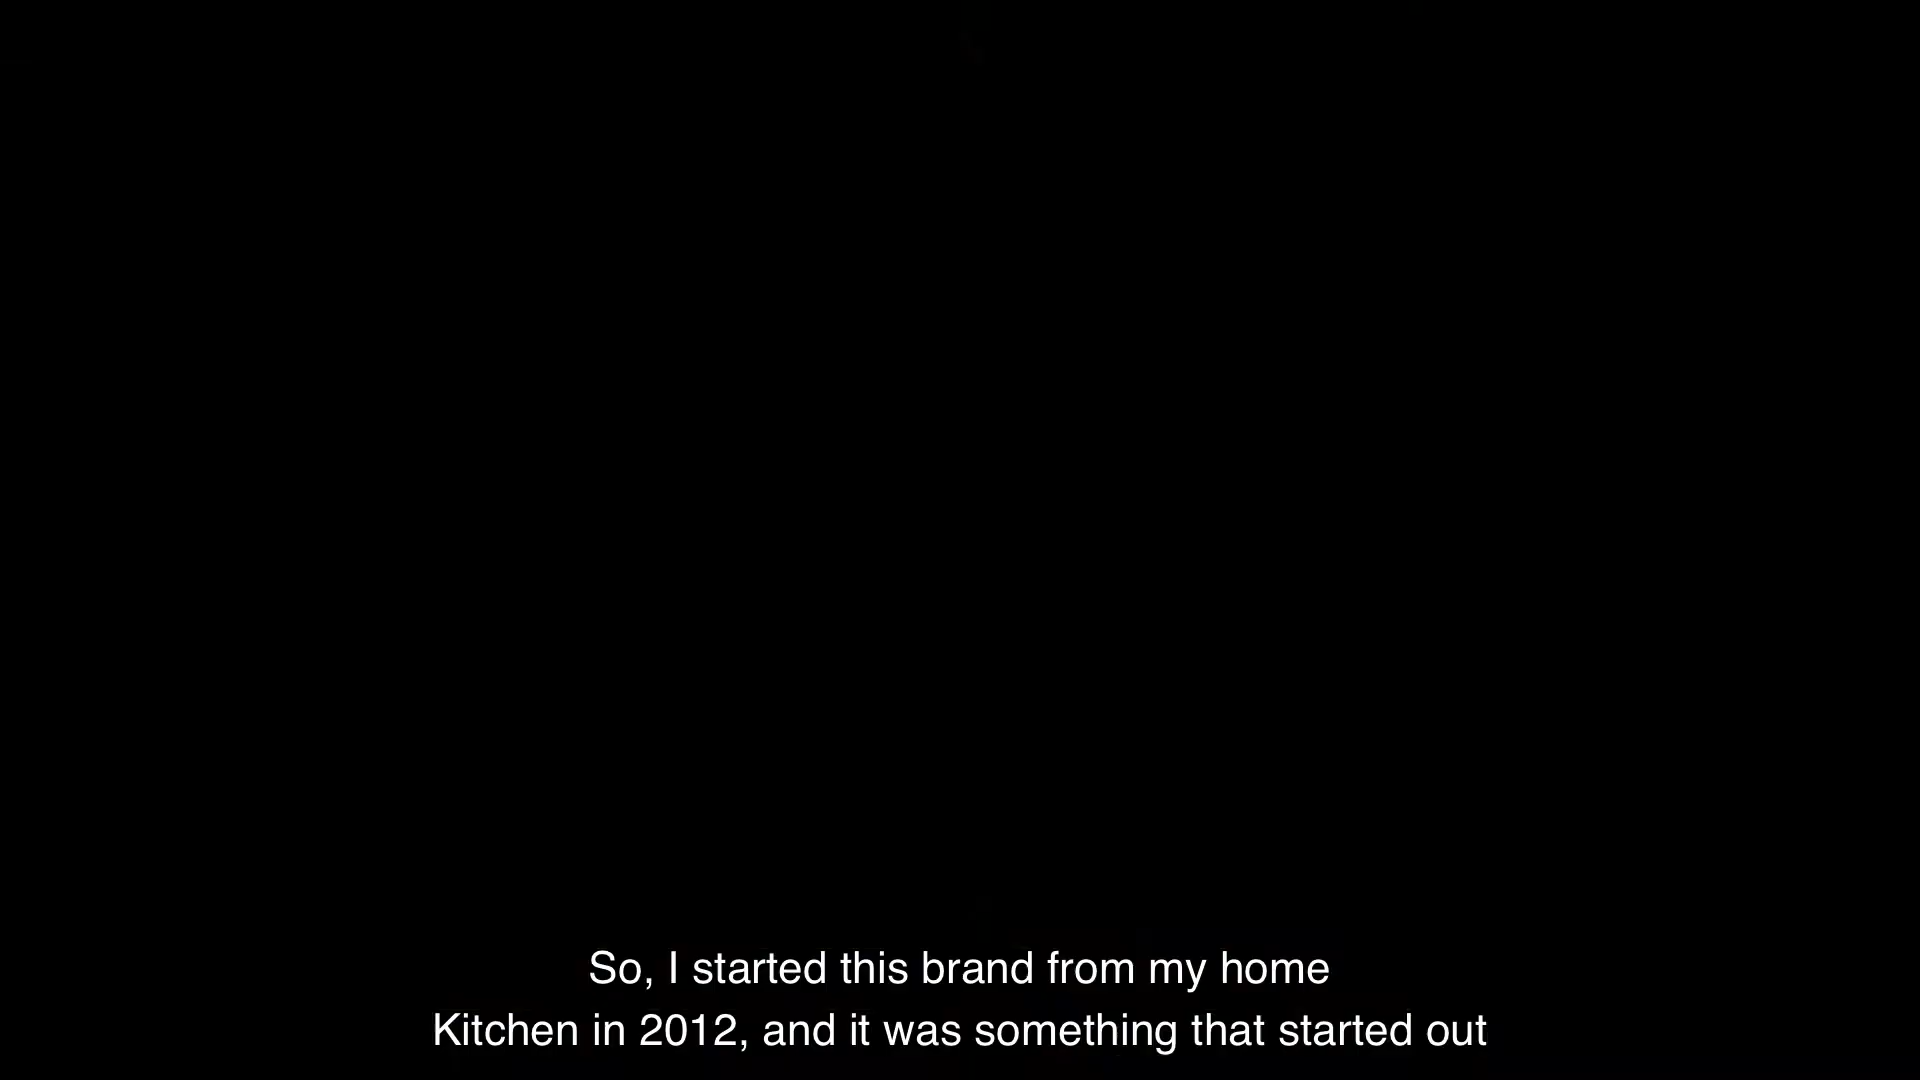 So, I started this brand from my home
Kitchen in 2012, and it was something that started out